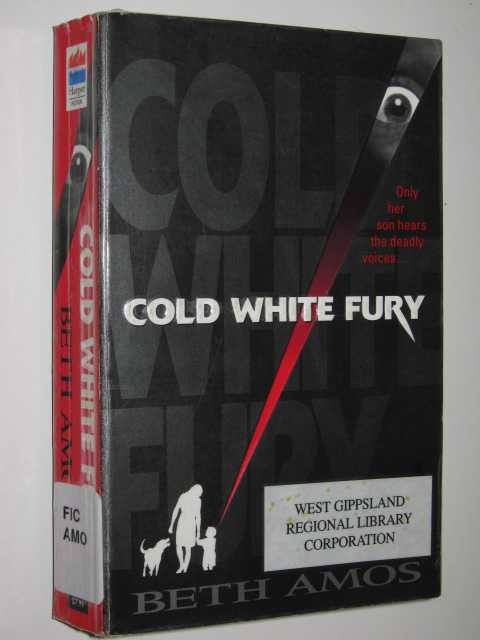 COLD
WHITE
FURY
Only
her
son hears
the deadly
voices...
COLD WHITE FURY
WEST GIPPSLAND
REGIONAL LIBRARY
CORPORATION
BETH AMOS
Harper
COLD WHITE F
BETH AMO
FIC
AMO